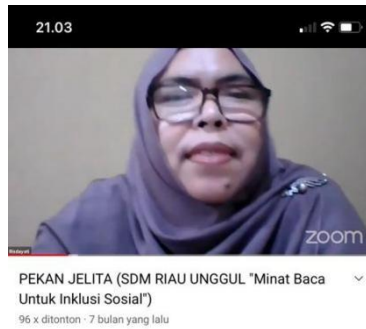 21.03
zoom
PEKAN JELITA (SDM RIAU UNGGUL "Minat Baca
Untuk Inklusi Sosial")
96 x ditonton · 7 bulan yang lalu